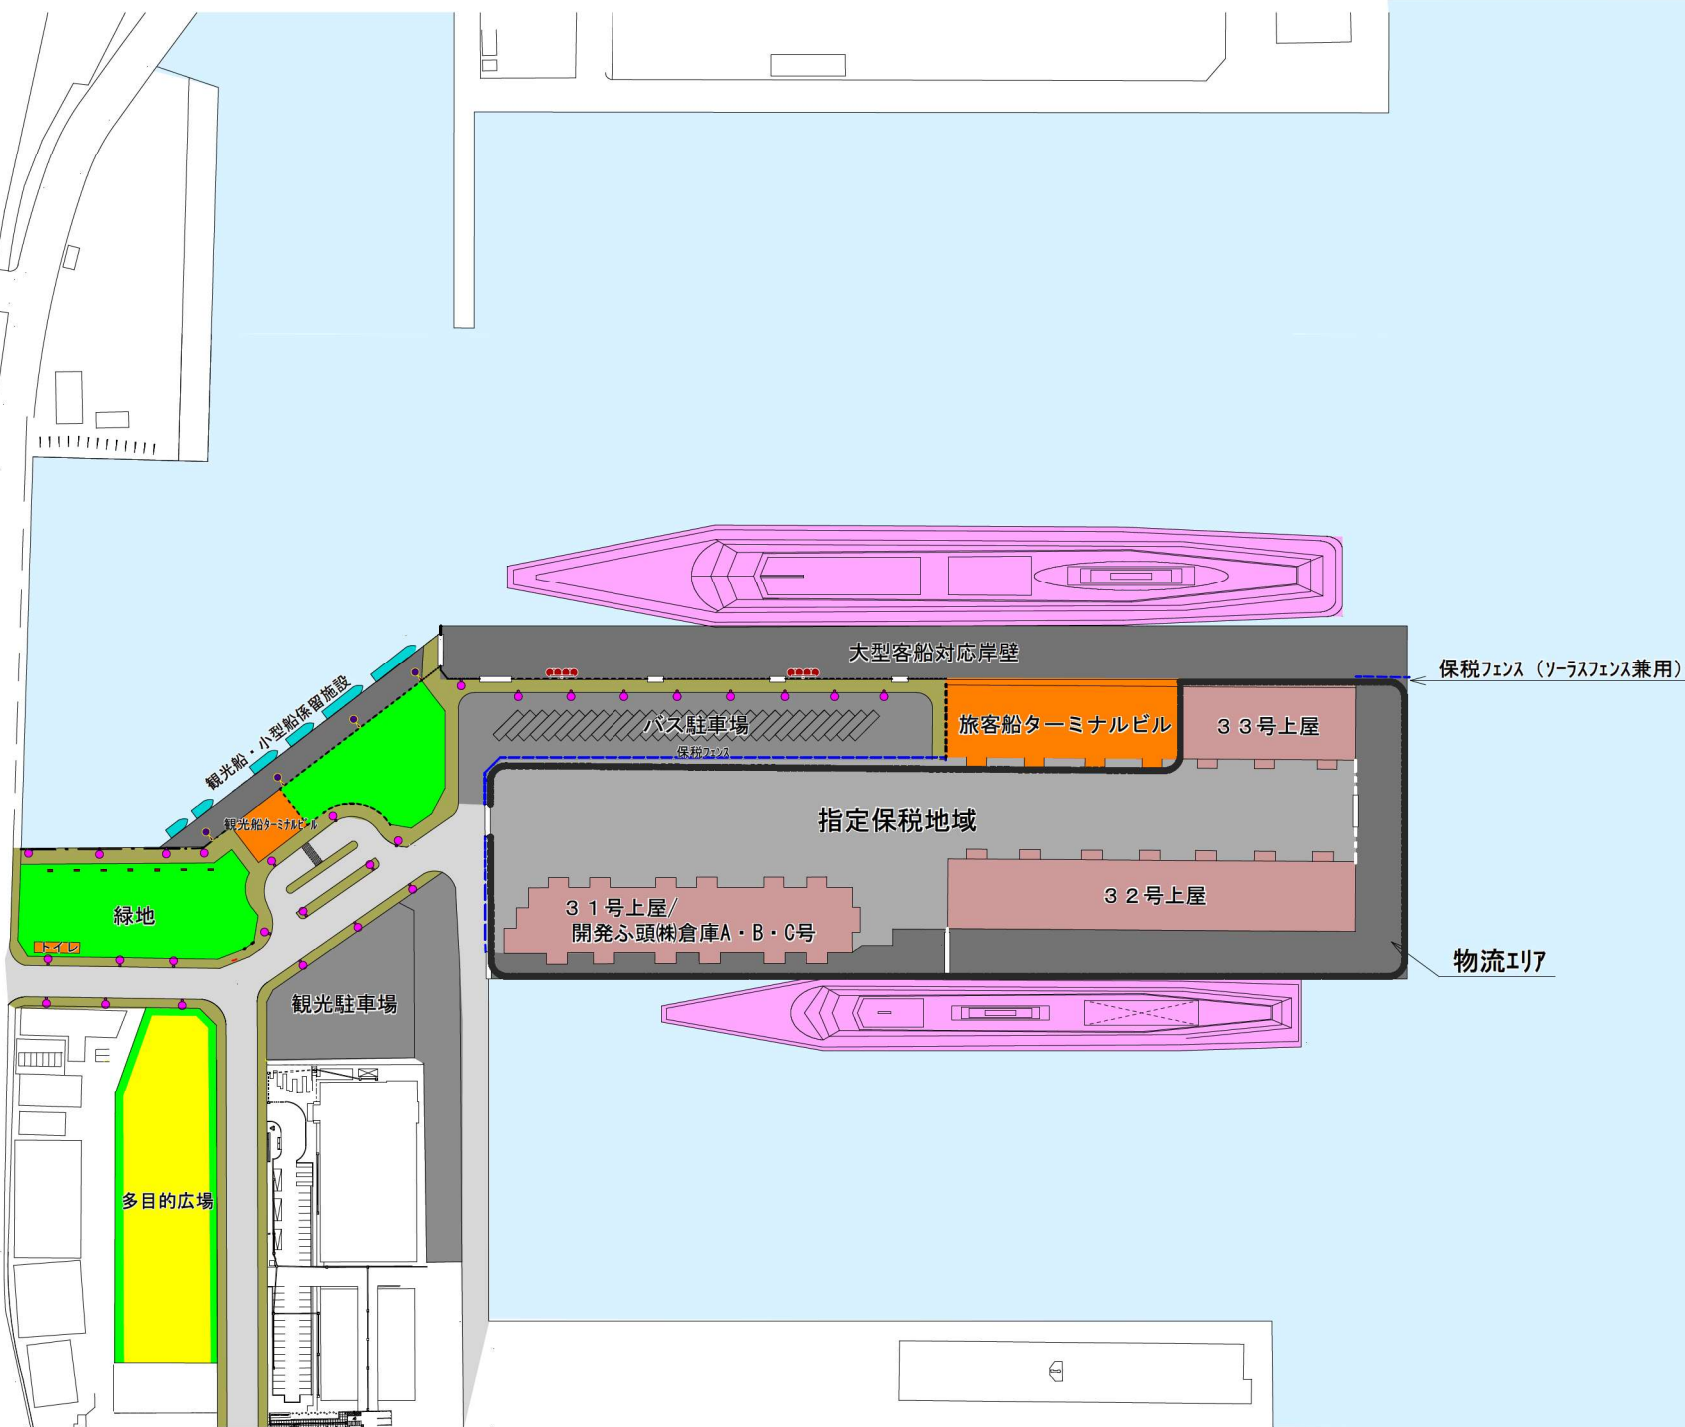 大型客船対応岸壁
保税フェンス（ソーラスフェンス兼用）
観光船・小型船係留施設
バス駐車場
旅客船ターミナルビル
３３号上屋
保税フェンス
観光船ターミナルビル
指定保税地域
３２号上屋
緑地
３１号上屋/
開発ふ頭㈱倉庫A・B・C号
トイレ
物流エリア
観光駐車場
多目的広場